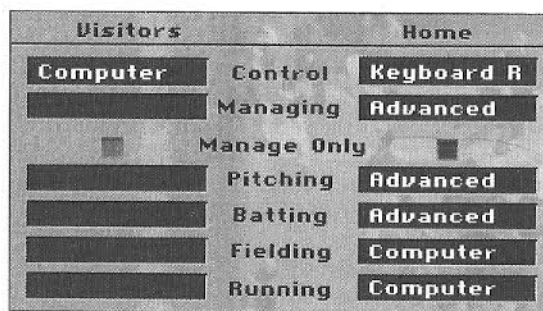 Visitors Home
Computer Control Keyboard R
Managing Advanced
Manage Only
Pitching Advanced
Batting Advanced
Fielding Computer
Running Computer